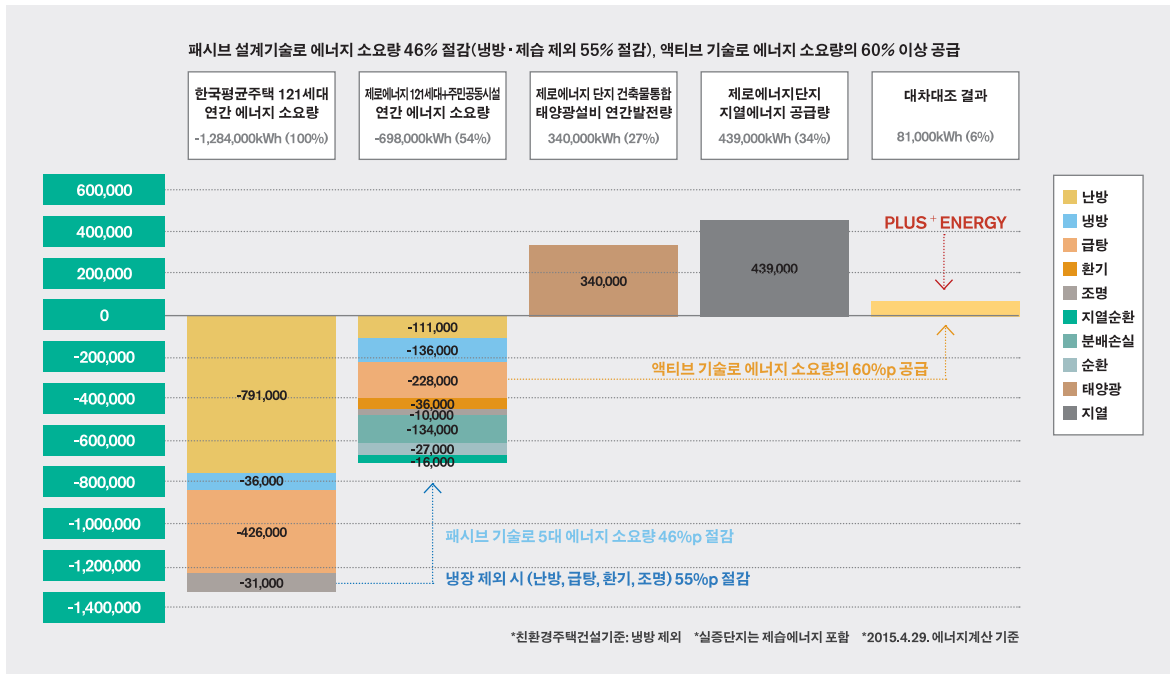 패시브 설계기술로 에너지 소요량 46% 절감(냉방·제습 제외 55% 절감), 액티브 기술로 에너지 소요량의 60% 이상 공급
한국평균주택 121세대
연간 에너지 소요량
-1,284,000kWh (100%)
제로에너지 121세대+주민공동시설
연간 에너지 소요량
-698,000kWh (54%)
제로에너지 단지 건축물통합
태양광설비 연간발전량
340,000kWh (27%)
제로에너지단지
지열에너지 공급량
439,000kWh (34%)
대차대조 결과
81,000kWh (6%)
600,000
400,000
200,000
0
-200,000
-400,000
-600,000
-800,000
-1,000,000
-1,200,000
-1,400,000
-791,000
-36,000
-426,000
-31,000
-111,000
-136,000
-228,000
-36,000
-10,000
-134,000
-27,000
-16,000
340,000
439,000
PLUS + ENERGY
액티브 기술로 에너지 소요량의 60%p 공급
패시브 기술로 5대 에너지 소요량 46%p 절감
냉장 제외 시 (난방, 급탕, 환기, 조명) 55%p 절감
난방
냉방
급탕
환기
조명
지열순환
분배손실
순환
태양광
지열
*친환경주택건설기준: 냉방 제외 *실증단지는 제습에너지 포함 *2015.4.29. 에너지계산 기준